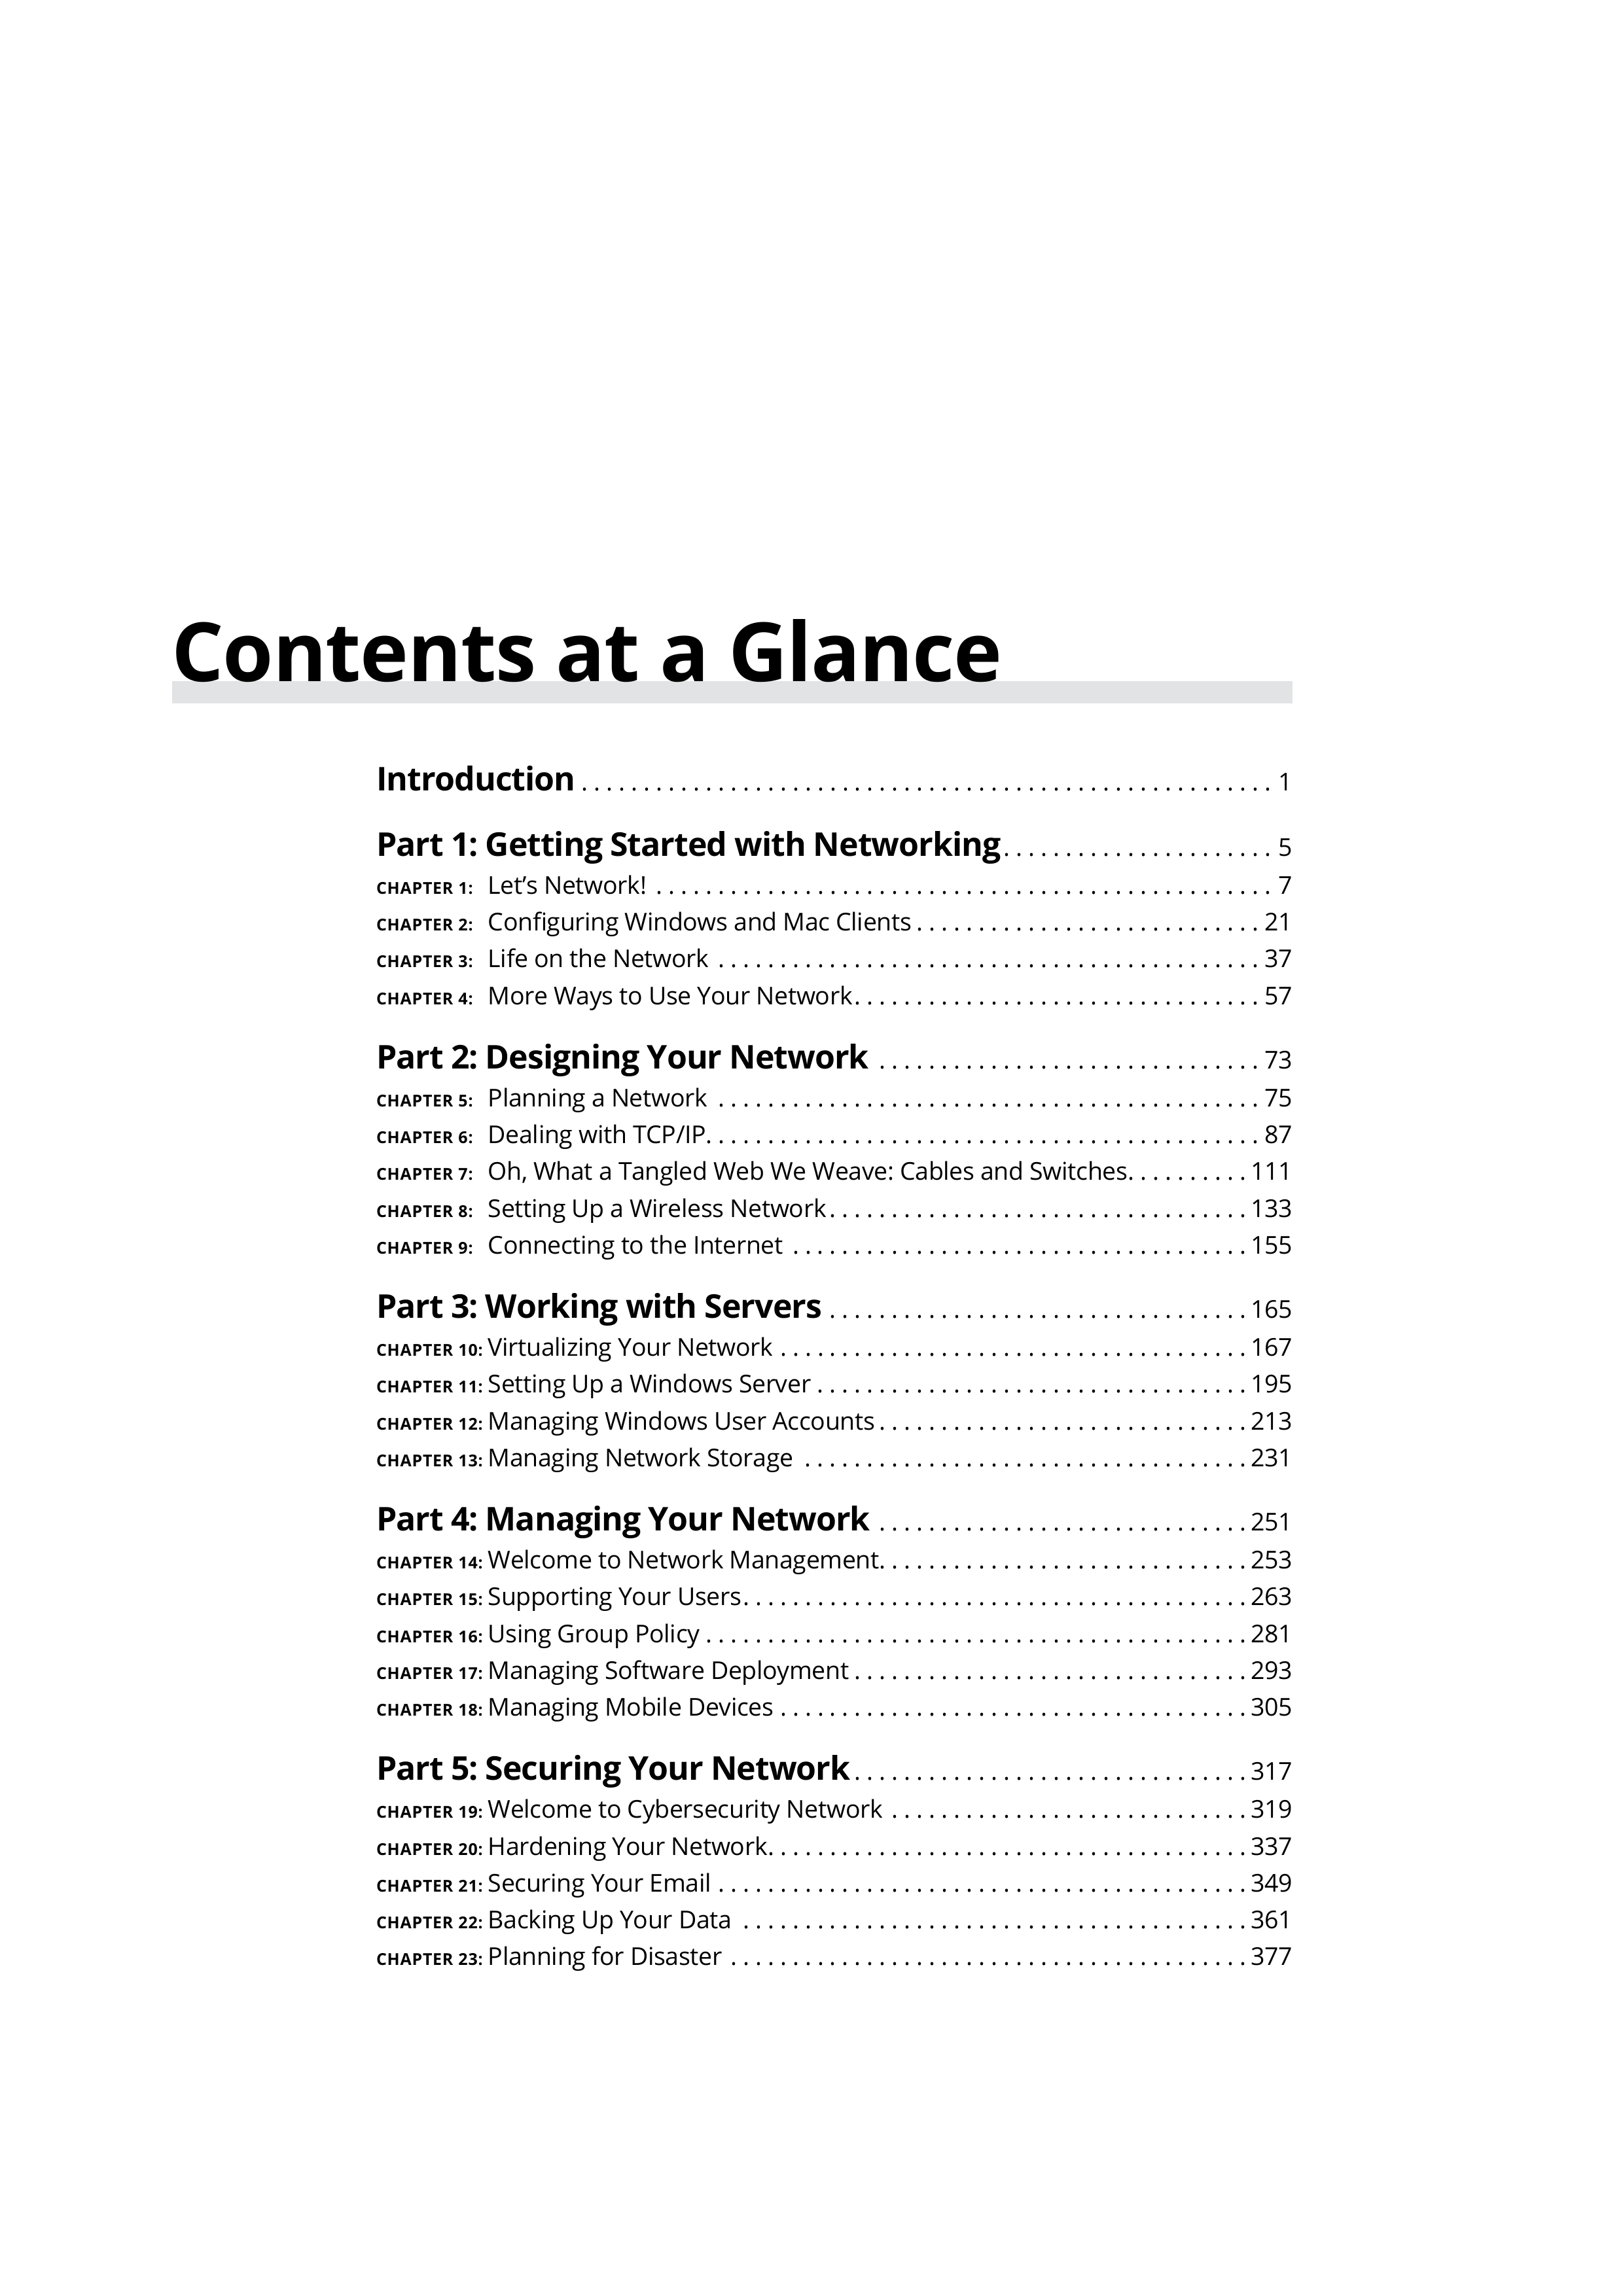 Contents at a Glance
Introduction . . . . . . . . . . . . . . . . . . . . . . . . . . . . . . . . . . . . . . . . . . . . . . . . . . . . . . . . 1
Part 1: Getting Started with Networking . . . . . . . . . . . . . . . . . . . . . . 5
CHAPTER 1: Let’s Network! . . . . . . . . . . . . . . . . . . . . . . . . . . . . . . . . . . . . . . . . . . . . . . . . . . 7
CHAPTER 2: Configuring Windows and Mac Clients . . . . . . . . . . . . . . . . . . . . . . . . . . . . 21
CHAPTER 3: Life on the Network . . . . . . . . . . . . . . . . . . . . . . . . . . . . . . . . . . . . . . . . . . . . 37
CHAPTER 4: More Ways to Use Your Network . . . . . . . . . . . . . . . . . . . . . . . . . . . . . . . . . 57
Part 2: Designing Your Network . . . . . . . . . . . . . . . . . . . . . . . . . . . . . . . 73
CHAPTER 5: Planning a Network . . . . . . . . . . . . . . . . . . . . . . . . . . . . . . . . . . . . . . . . . . . . 75
CHAPTER 6: Dealing with TCP/IP . . . . . . . . . . . . . . . . . . . . . . . . . . . . . . . . . . . . . . . . . . . . . 87
CHAPTER 7: Oh, What a Tangled Web We Weave: Cables and Switches . . . . . . . . . . 111
CHAPTER 8: Setting Up a Wireless Network . . . . . . . . . . . . . . . . . . . . . . . . . . . . . . . . . . 133
CHAPTER 9: Connecting to the Internet . . . . . . . . . . . . . . . . . . . . . . . . . . . . . . . . . . . . . 155
Part 3: Working with Servers . . . . . . . . . . . . . . . . . . . . . . . . . . . . . . . . . . 165
CHAPTER 10: Virtualizing Your Network . . . . . . . . . . . . . . . . . . . . . . . . . . . . . . . . . . . . . . 167
CHAPTER 11: Setting Up a Windows Server . . . . . . . . . . . . . . . . . . . . . . . . . . . . . . . . . . . 195
CHAPTER 12: Managing Windows User Accounts . . . . . . . . . . . . . . . . . . . . . . . . . . . . . . 213
CHAPTER 13: Managing Network Storage . . . . . . . . . . . . . . . . . . . . . . . . . . . . . . . . . . . . 231
Part 4: Managing Your Network . . . . . . . . . . . . . . . . . . . . . . . . . . . . . . 251
CHAPTER 14: Welcome to Network Management . . . . . . . . . . . . . . . . . . . . . . . . . . . . . . 253
CHAPTER 15: Supporting Your Users . . . . . . . . . . . . . . . . . . . . . . . . . . . . . . . . . . . . . . . . . 263
CHAPTER 16: Using Group Policy . . . . . . . . . . . . . . . . . . . . . . . . . . . . . . . . . . . . . . . . . . . . 281
CHAPTER 17: Managing Software Deployment . . . . . . . . . . . . . . . . . . . . . . . . . . . . . . . . 293
CHAPTER 18: Managing Mobile Devices . . . . . . . . . . . . . . . . . . . . . . . . . . . . . . . . . . . . . . 305
Part 5: Securing Your Network . . . . . . . . . . . . . . . . . . . . . . . . . . . . . . . . 317
CHAPTER 19: Welcome to Cybersecurity Network . . . . . . . . . . . . . . . . . . . . . . . . . . . . . 319
CHAPTER 20: Hardening Your Network . . . . . . . . . . . . . . . . . . . . . . . . . . . . . . . . . . . . . . . 337
CHAPTER 21: Securing Your Email . . . . . . . . . . . . . . . . . . . . . . . . . . . . . . . . . . . . . . . . . . . 349
CHAPTER 22: Backing Up Your Data . . . . . . . . . . . . . . . . . . . . . . . . . . . . . . . . . . . . . . . . . 361
CHAPTER 23: Planning for Disaster . . . . . . . . . . . . . . . . . . . . . . . . . . . . . . . . . . . . . . . . . . 377